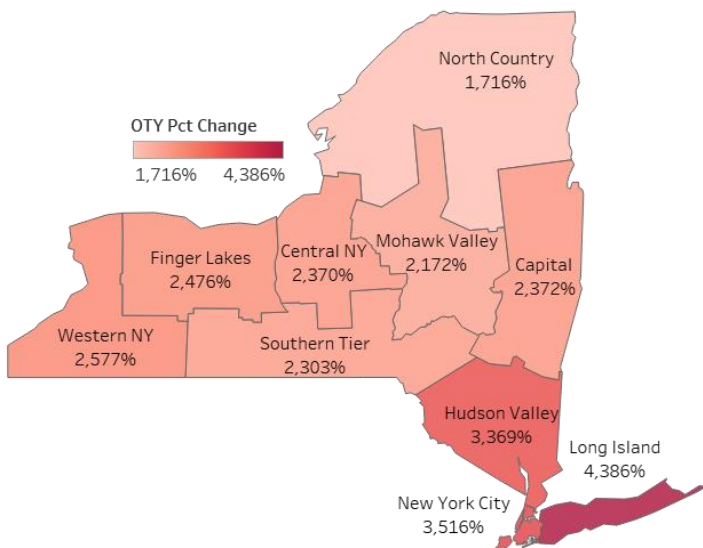 North Country
1,716%
OTY Pct Change
1,716% 4,386%
Mohawk Valley
2,172%
Finger Lakes
2,476%
Central NY
2,370%
Capital
2,372%
Western NY
2,577%
Southern Tier
2,303%
Hudson Valley
3,369%
Long Island
4,386%
New York City
3,516%